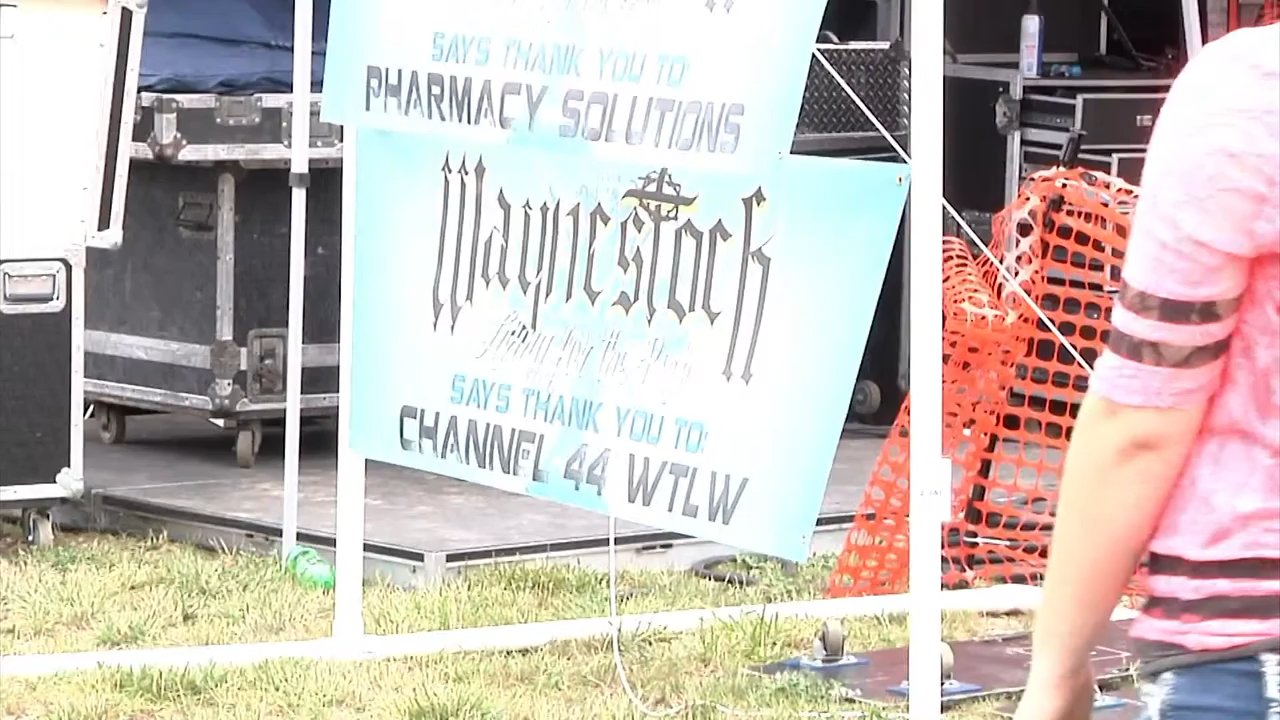 SAYS THANK YOU TO:
PHARMACY SOLUTIONS
Waynestock
SAYS THANK YOU TO:
CHANNEL 44 WTLW